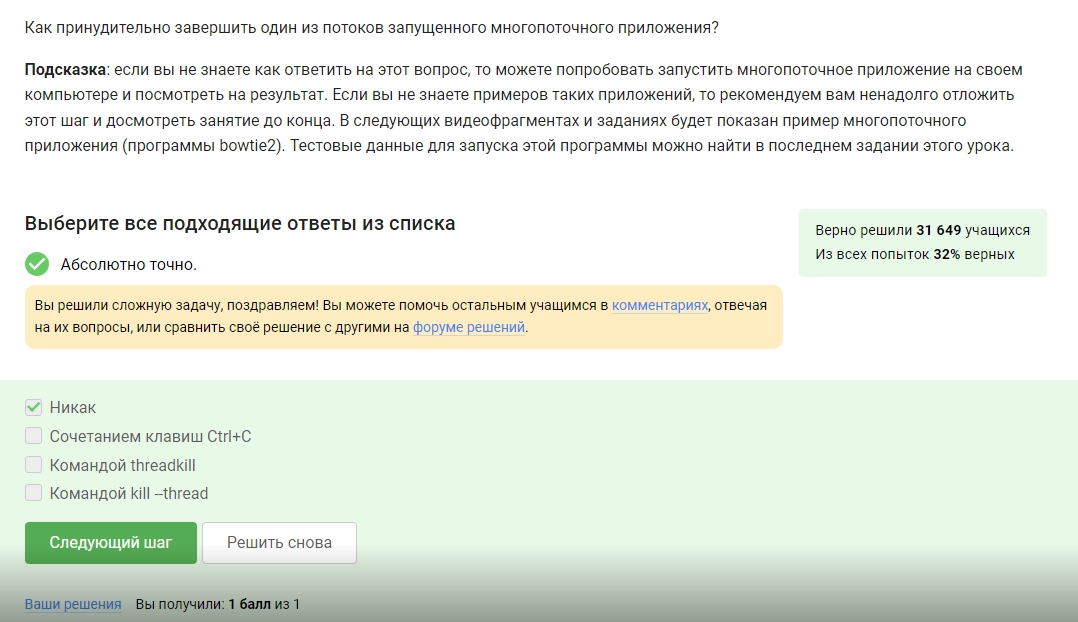 Как принудительно завершить один из потоков запущенного многопоточного приложения?
Подсказка: если вы не знаете как ответить на этот вопрос, то можете попробовать запустить многопоточное приложение на своем
компьютере и посмотреть на результат. Если вы не знаете примеров таких приложений, то рекомендуем вам ненадолго отложить
этот шаг и досмотреть занятие до конца. В следующих видеофрагментах и заданиях будет показан пример многопоточного
приложения (программы bowtie2). Тестовые данные для запуска этой программы можно найти в последнем задании этого урока.
Выберите все подходящие ответы из списка
Верно решили 31 649 учащихся
Из всех попыток 32% верных
Абсолютно точно.
Вы решили сложную задачу, поздравляем! Вы можете помочь остальным учащимся в комментариях, отвечая
на их вопросы, или сравнить своё решение с другими на форуме решений.
Никак
Сочетанием клавиш Ctrl+C
Командой threadkill
Командой kill --thread
Следующий шаг Решить снова
Ваши решения Вы получили: 1 балл из 1